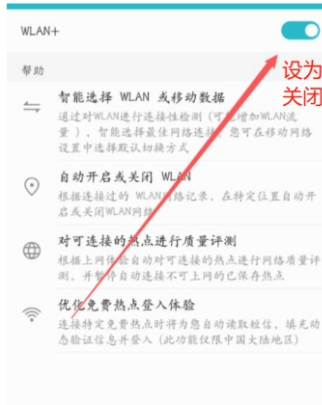 WLAN+
设为
关闭
帮助
智能选择 WLAN 或移动数据
通过对WLAN进行连接性检测（可能增加WLAN流
量），智能选择最佳网络连接，您可在移动网络
设置中选择默认切换方式
自动开启或关闭 WLAN
根据连接过的 WLAN网络记录，在特定位置自动开
启或关闭WLAN网络
对可连接的热点进行质量评测
根据上网体验自动对可连接的热点进行网络质量评
测，并暂停自动连接不可上网的已保存热点
优化免费热点登入体验
连接特定免费热点时将为您自动读取短信、填充动
态验证信息并登入（此功能仅限中国大陆地区）